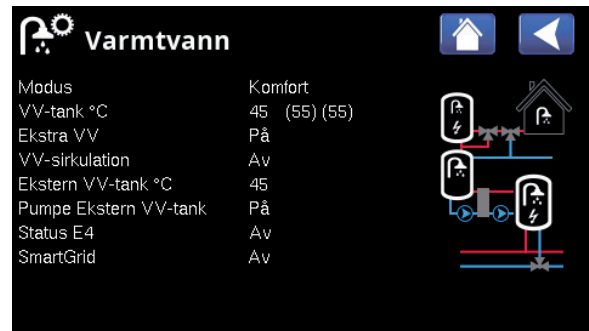 Varmtvann
Modus Komfort
VV-tank °C 45 (55) (55)
Ekstra VV På
VV-sirkulation Av
Ekstern VV-tank °C 45
Pumpe Ekstern VV-tank På
Status E4 Av
SmartGrid Av